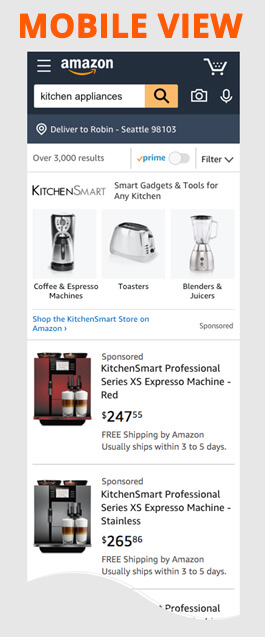 MOBILE VIEW
amazon
kitchen appliances
Deliver to Robin - Seattle 98103
Over 3,000 results
prime
Filter
KITCHENSMART
Smart Gadgets & Tools for
Any Kitchen
Coffee & Espresso
Machines
Toasters
Blenders &
Juicers
Shop the KitchenSmart Store on
Amazon ›
Sponsored
Sponsored
KitchenSmart Professional
Series XS Expresso Machine -
Red
$247 55
FREE Shipping by Amazon
Usually ships within 3 to 5 days.
Sponsored
KitchenSmart Professional
Series XS Expresso Machine -
Stainless
$265 86
FREE Shipping by Amazon
Usually ships within 3 to 5 days.